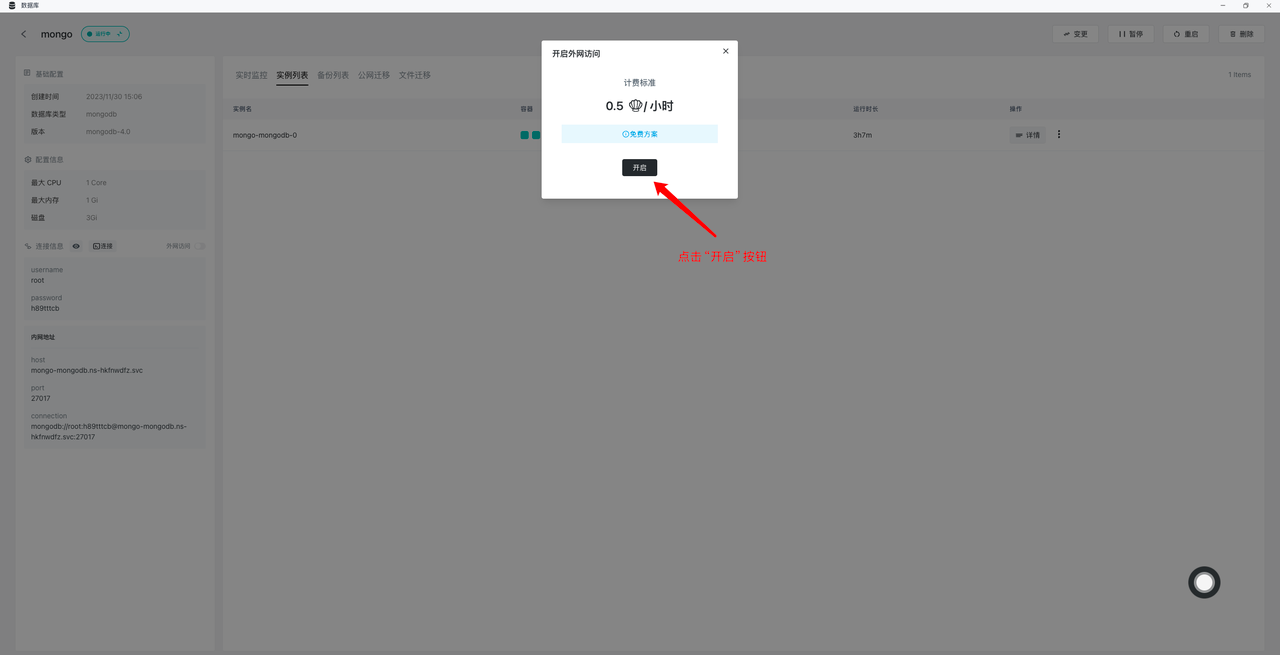 数据库
mongo
运行中
变更
暂停
重启
删除
基础配置
创建时间 2023/11/30 15:06
数据库类型 mongodb
版本 mongodb-4.0
配置信息
最大 CPU 1 Core
最大内存 1 Gi
磁盘 3Gi
连接信息
连接
外网访问
username
root
password
h89tttcb
内网地址
host
mongo-mongodb.ns-hkfnwdfz.svc
port
27017
connection
mongodb://root:h89tttcb@mongo-mongodb.ns-
hkfnwdfz.svc:27017
实时监控 实例列表 备份列表 公网迁移 文件迁移
1 Items
实例名 容器 运行时长 操作
mongo-mongodb-0 3h7m 详情
开启外网访问
计费标准
0.5 / 小时
免费方案
开启
点击“开启”按钮